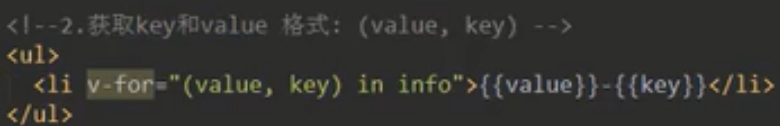 <!--2.获取key和value 格式: (value, key) -->
<ul>
<li v-for="(value, key) in info">{{value}}-{{key}}</li>
</ul>